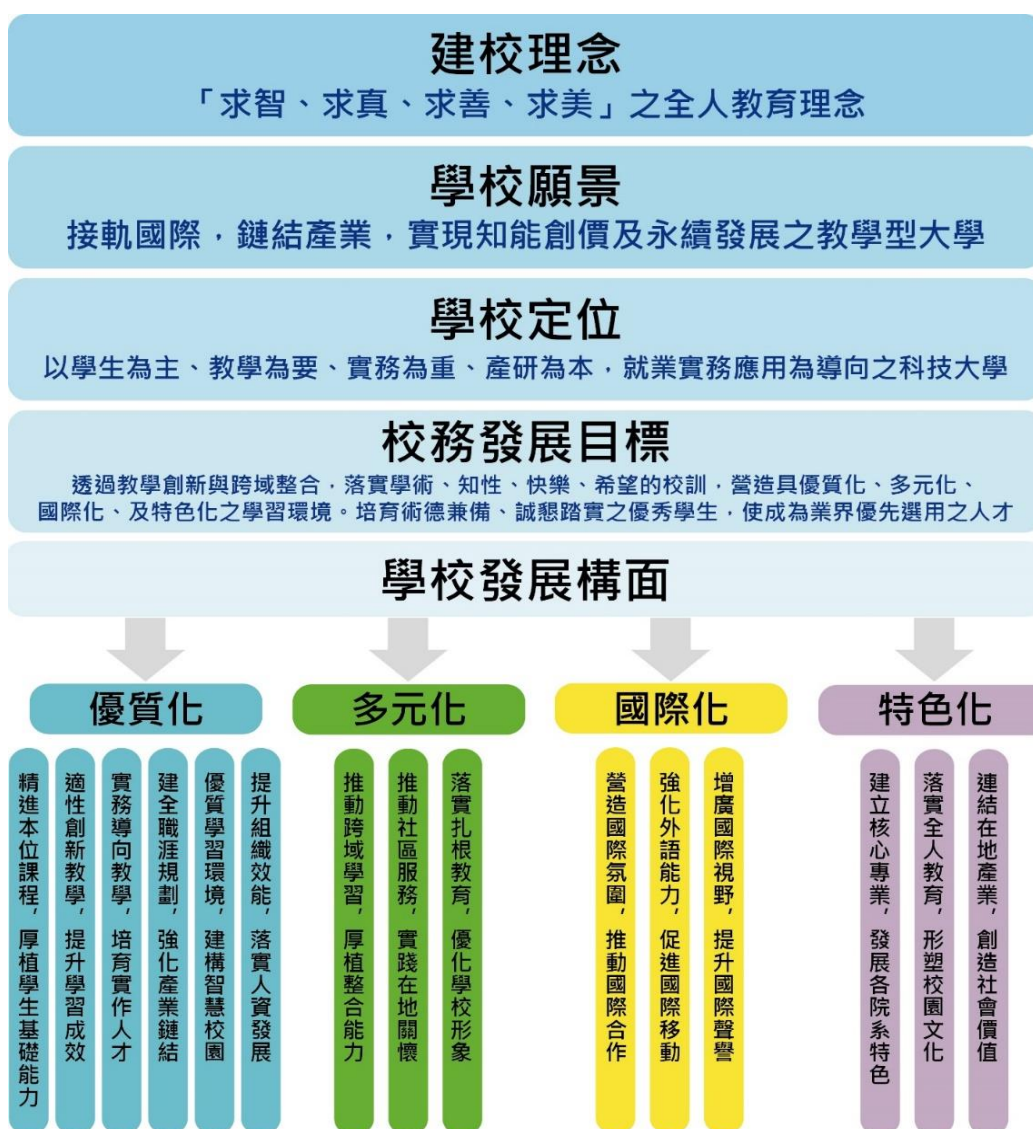 建校理念
「求智、求真、求善、求美」之全人教育理念
學校願景
接軌國際，鏈結產業，實現知能創價及永續發展之教學型大學
學校定位
以學生為主、教學為要、實務為重、產研為本，就業實務應用為導向之科技大學
校務發展目標
透過教學創新與跨域整合，落實學術、知性、快樂、希望的校訓，營造具優質化、多元化、
國際化、及特色化之學習環境。培育術德兼備、誠懇踏實之優秀學生，使成為業界優先選用之人才
學校發展構面
優質化
精進本位課程，厚植學生基礎能力
適性創新教學，提升學習成效
實務導向教學，培育實作人才
建全職涯規劃，強化產業鏈結
優質學習環境，建構智慧校園
提升組織效能，落實人資發展
多元化
推動跨域學習，厚植整合能力
推動社區服務，實踐在地關懷
落實扎根教育，優化學校形象
國際化
營造國際氛圍，推動國際合作
強化外語能力，促進國際移動
增廣國際視野，提升國際聲譽
特色化
建立核心專業，發展各院系特色
落實全人教育，形塑校園文化
連結在地產業，創造社會價值